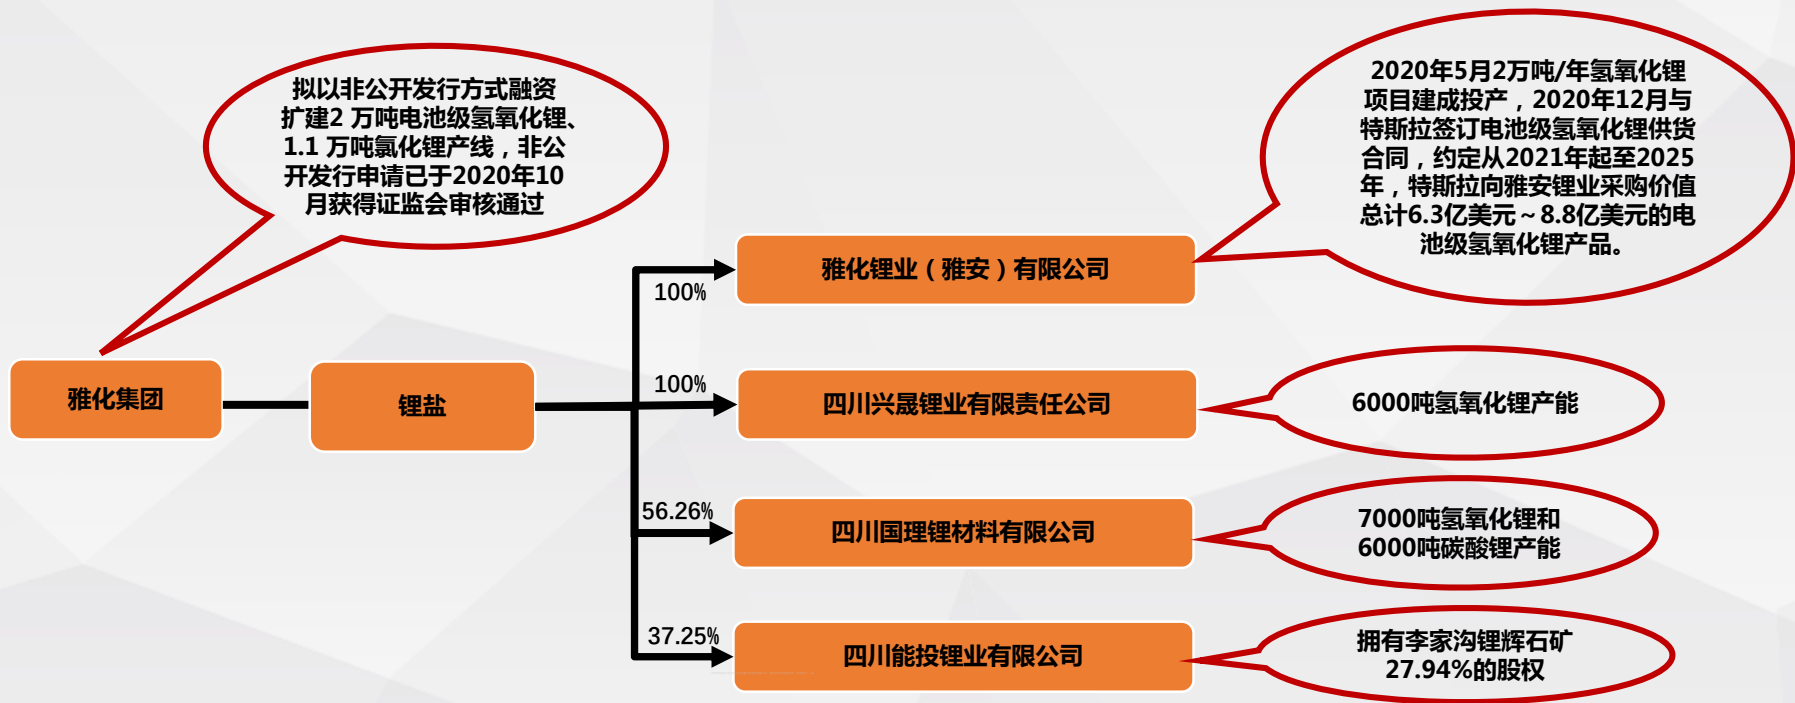 拟以非公开发行方式融资
扩建2 万吨电池级氢氧化锂、
1.1 万吨氯化锂产线，非公
开发行申请已于2020年10
月获得证监会审核通过
2020年5月2万吨/年氢氧化锂
项目建成投产，2020年12月与
特斯拉签订电池级氢氧化锂供货
合同，约定从2021年起至2025
年，特斯拉向雅安锂业采购价值
总计6.3亿美元～8.8亿美元的电
池级氢氧化锂产品。
雅化集团
锂盐
100%
雅化锂业（雅安）有限公司
100%
四川兴晟锂业有限责任公司
6000吨氢氧化锂产能
56.26%
四川国理锂材料有限公司
7000吨氢氧化锂和
6000吨碳酸锂产能
37.25%
四川能投锂业有限公司
拥有李家沟锂辉石矿
27.94%的股权